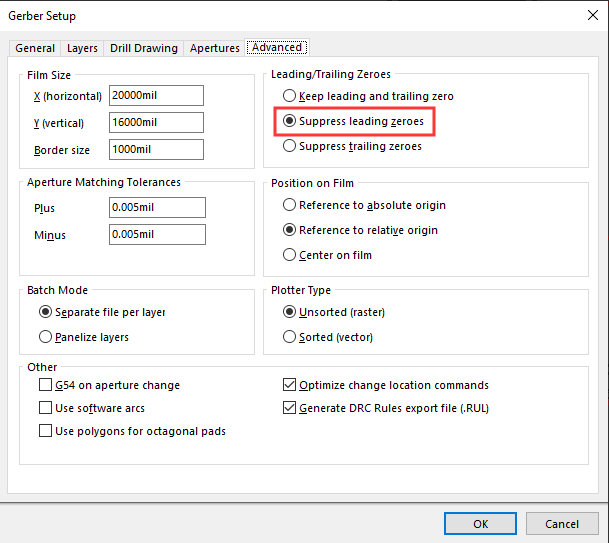 Gerber Setup
General Layers Drill Drawing Apertures Advanced
Film Size
X (horizontal) 20000mil
Y (vertical) 16000mil
Border size 1000mil
Leading/Trailing Zeroes
Keep leading and trailing zero
Suppress leading zeroes
Suppress trailing zeroes
Aperture Matching Tolerances
Plus 0.005mil
Minus 0.005mil
Position on Film
Reference to absolute origin
Reference to relative origin
Center on film
Batch Mode
Separate file per layer
Panelize layers
Plotter Type
Unsorted (raster)
Sorted (vector)
Other
G54 on aperture change
Use software arcs
Use polygons for octagonal pads
Optimize change location commands
Generate DRC Rules export file (.RUL)
OK Cancel